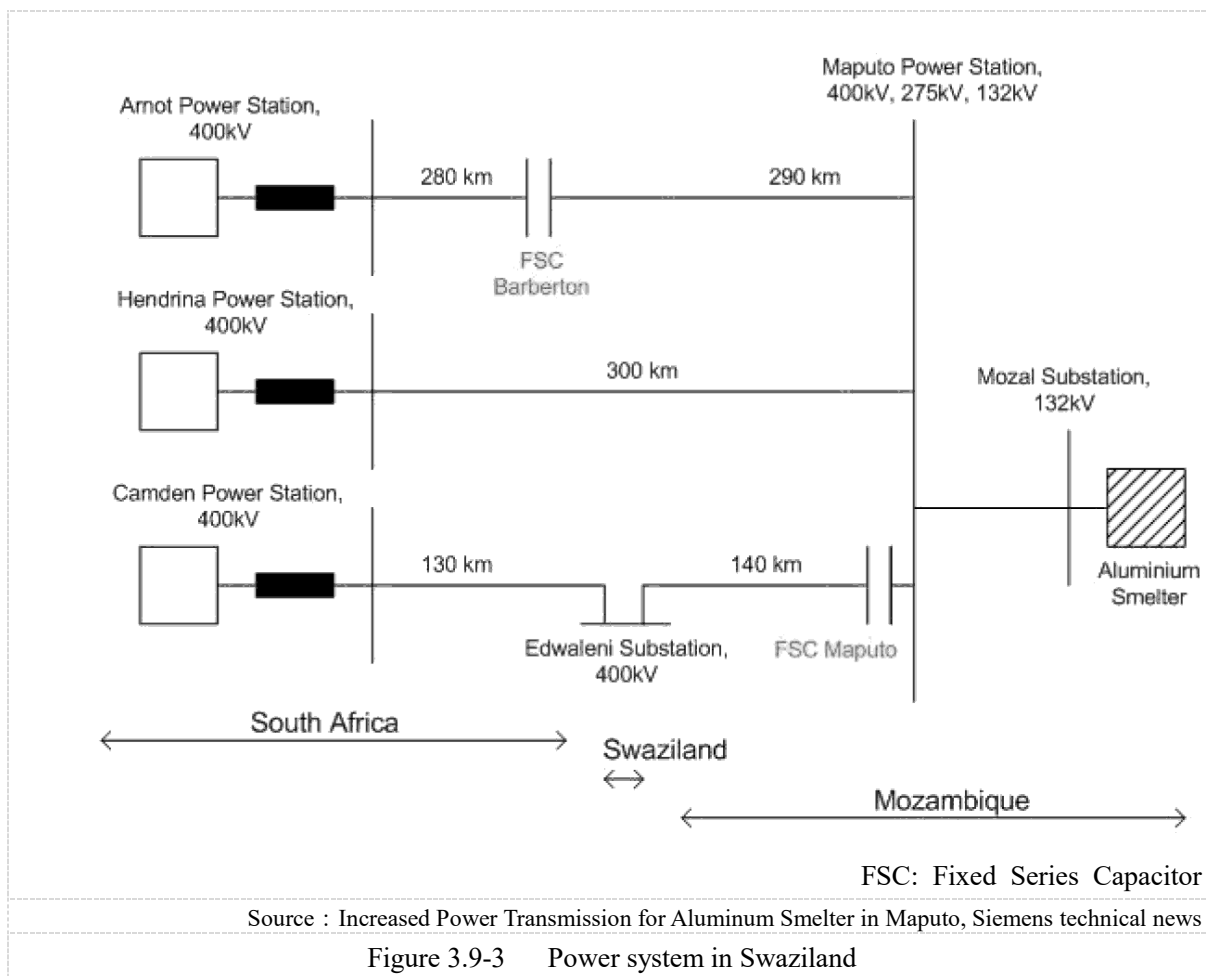 Maputo Power Station,
400kV, 275kV, 132kV
Arnot Power Station,
400kV
280 km
290 km
FSC
Barberton
Hendrina Power Station,
400kV
300 km
Mozal Substation,
132kV
Camden Power Station,
400kV
130 km
140 km
Aluminium
Smelter
Edwaleni Substation,
400kV
FSC Maputo
South Africa
Swaziland
Mozambique
FSC: Fixed Series Capacitor
Source : Increased Power Transmission for Aluminum Smelter in Maputo, Siemens technical news
Figure 3.9-3 Power system in Swaziland